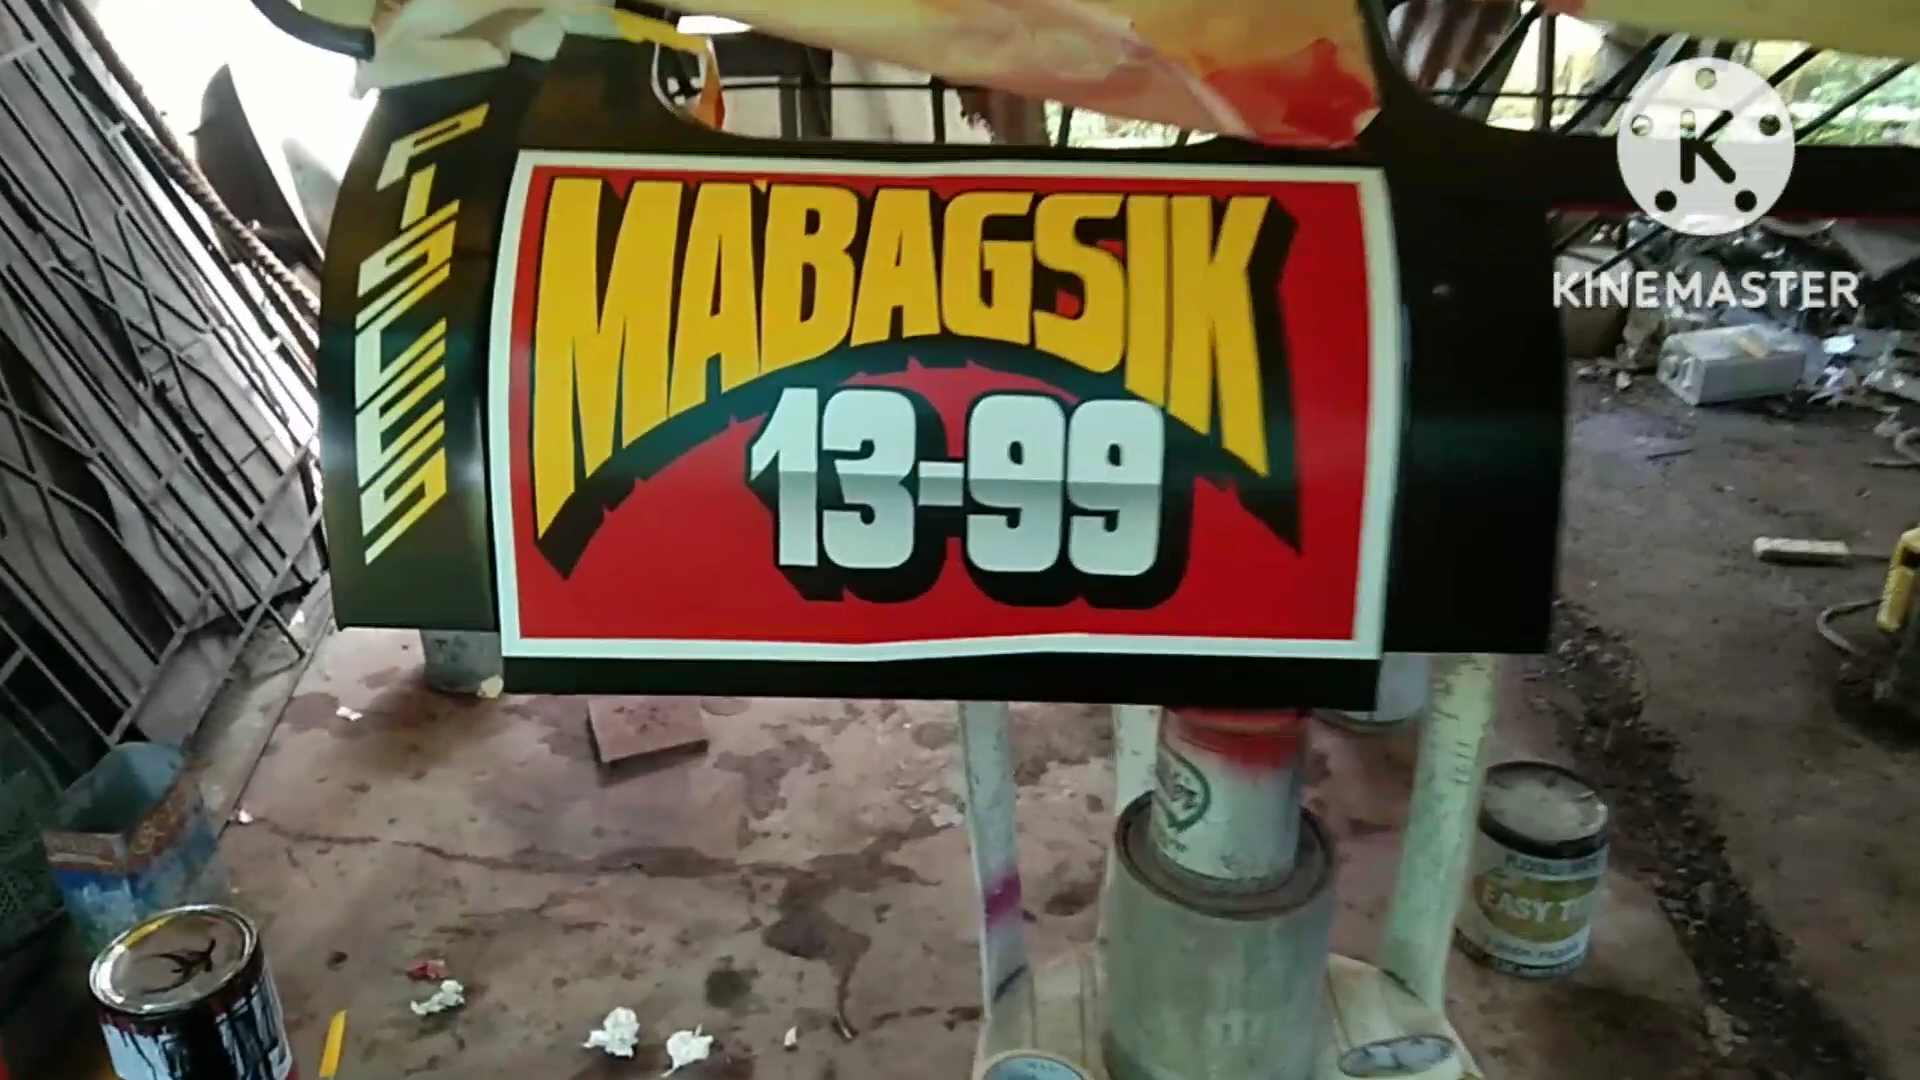 PISCES
MABAGSIK
13-99
K
KINEMASTER
EASY